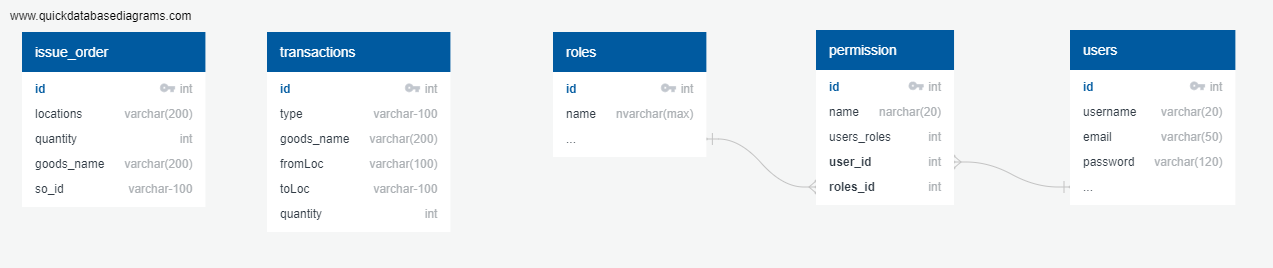 www.quickdatabasediagrams.com
issue_order
id int
locations varchar(200)
quantity int
goods_name varchar(200)
so_id varchar-100
transactions
id int
type varchar-100
goods_name varchar(200)
fromLoc varchar(100)
toLoc varchar-100
quantity int
roles
id int
name nvarchar(max)
...
permission
id int
name narchar(20)
users_roles int
user_id int
roles_id int
users
id int
username varchar(20)
email varchar(50)
password varchar(120)
...